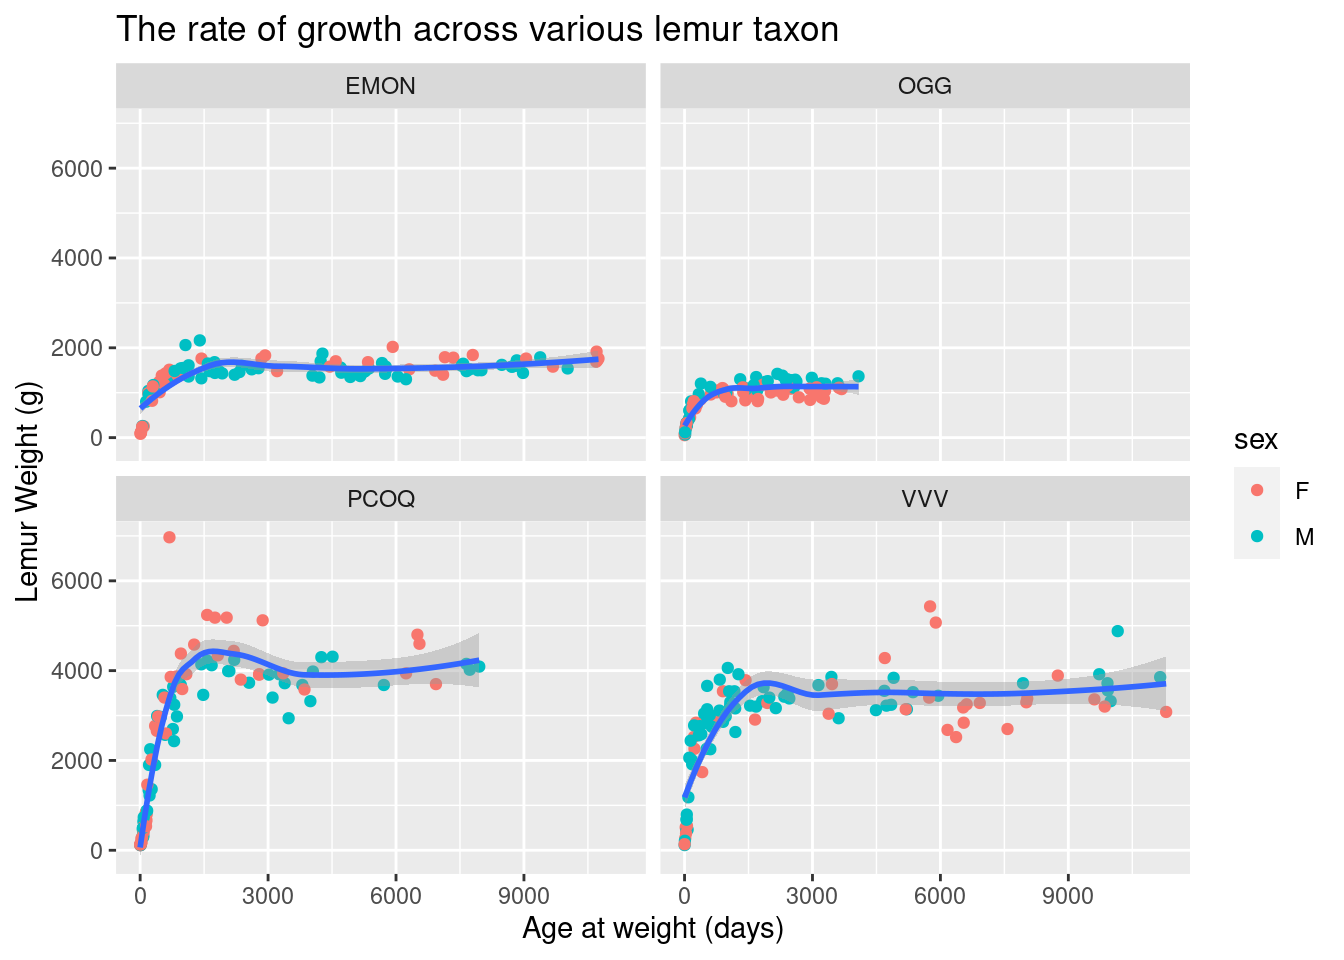 The rate of growth across various lemur taxon
EMON
OGG
6000
4000
2000
0
PCOQ
VVV
6000
4000
2000
0
0
3000
6000
9000
0
3000
6000
9000
Age at weight (days)
Lemur Weight (g)
sex
F
M